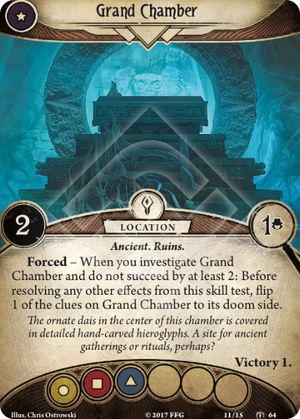 Grand Chamber
2
LOCATION
1
Ancient. Ruins.
Forced – When you investigate Grand
Chamber and do not succeed by at least 2: Before
resolving any other effects from this skill test, flip
1 of the clues on Grand Chamber to its doom side.
The ornate dais in the center of this chamber is covered
in detailed hand-carved hieroglyphs. A site for ancient
gatherings or rituals, perhaps?
Victory 1.
Illus. Chris Ostrowski
© 2017 FFG
11/15
64